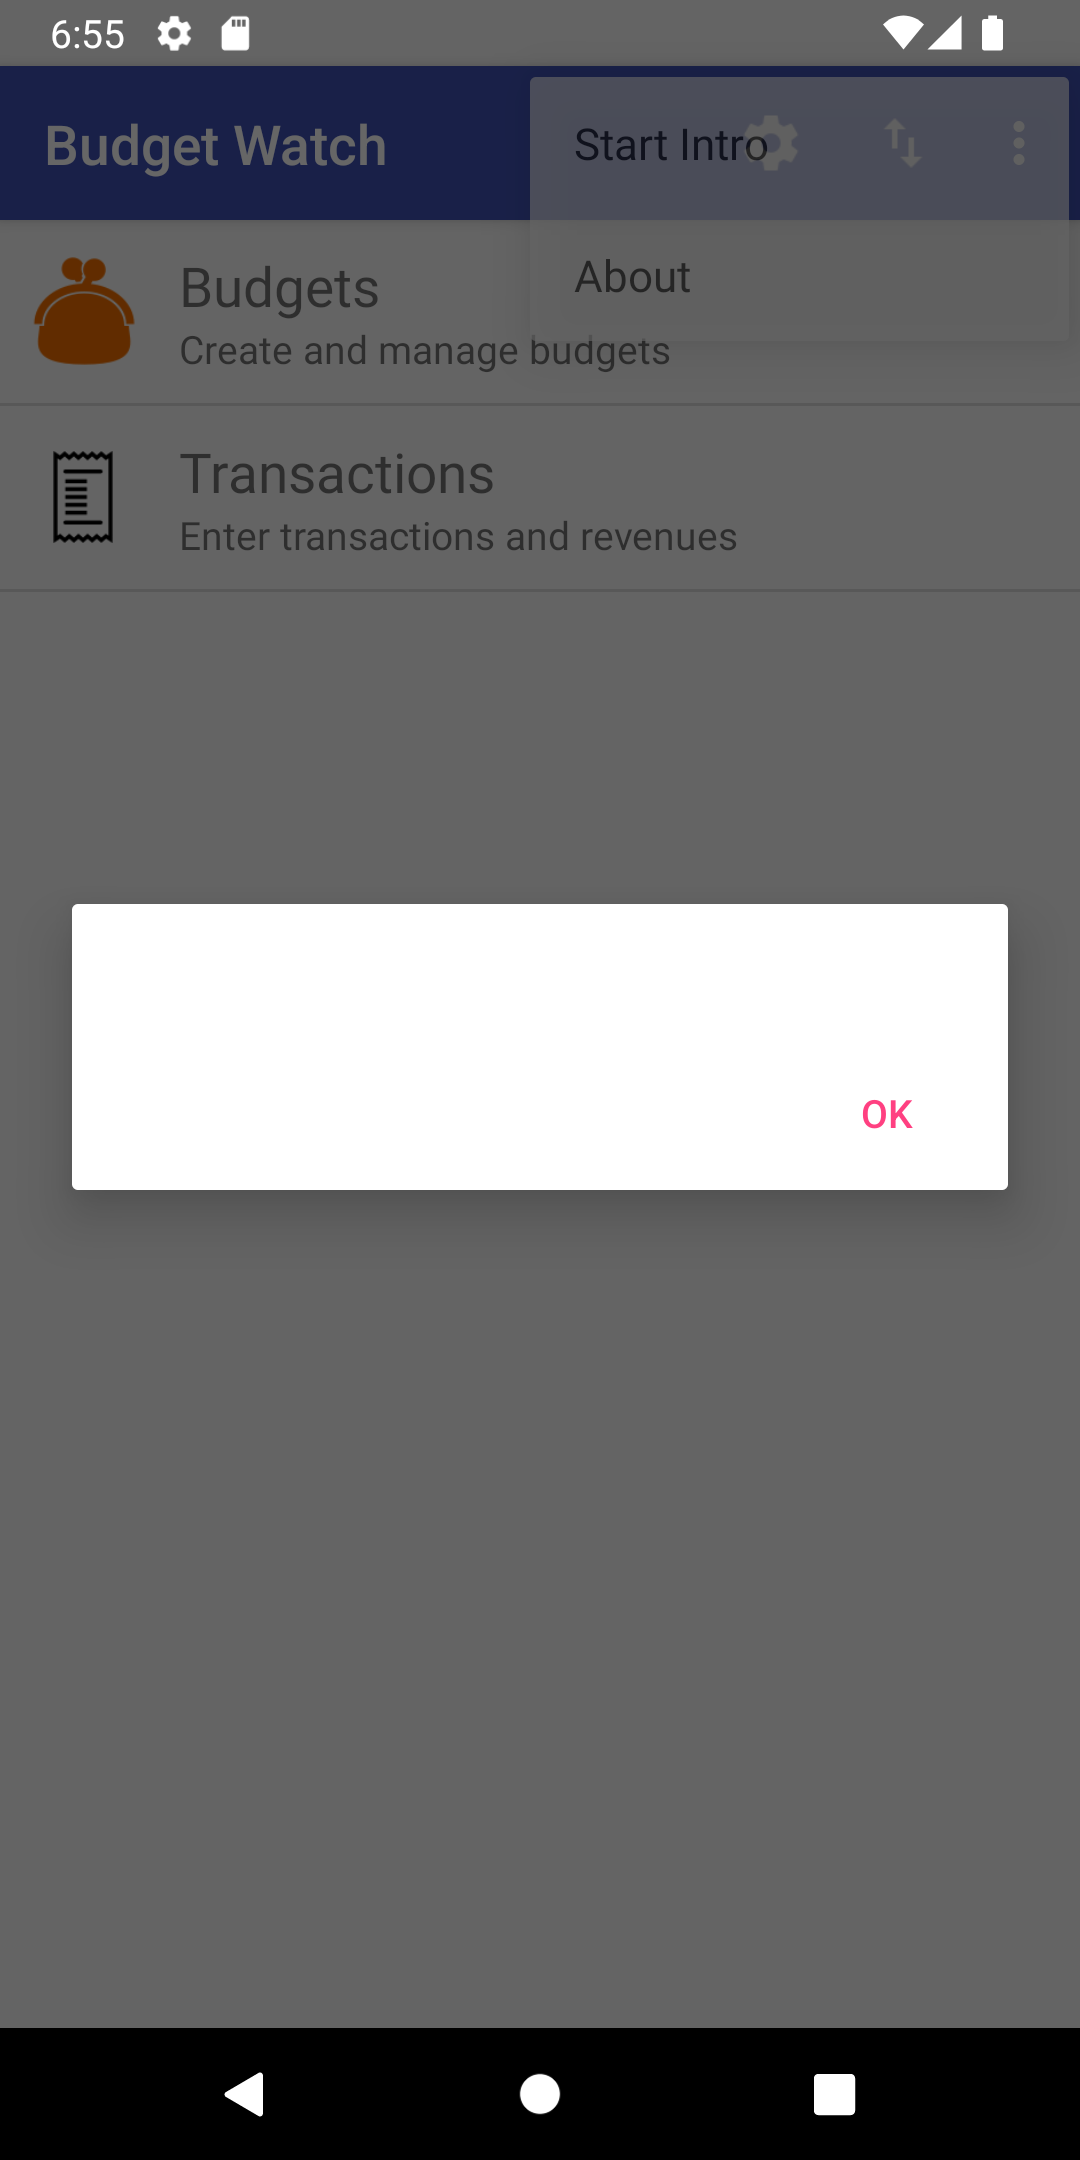 6:55
Budget Watch
Start Intro
About
Budgets
Create and manage budgets
Transactions
Enter transactions and revenues
OK